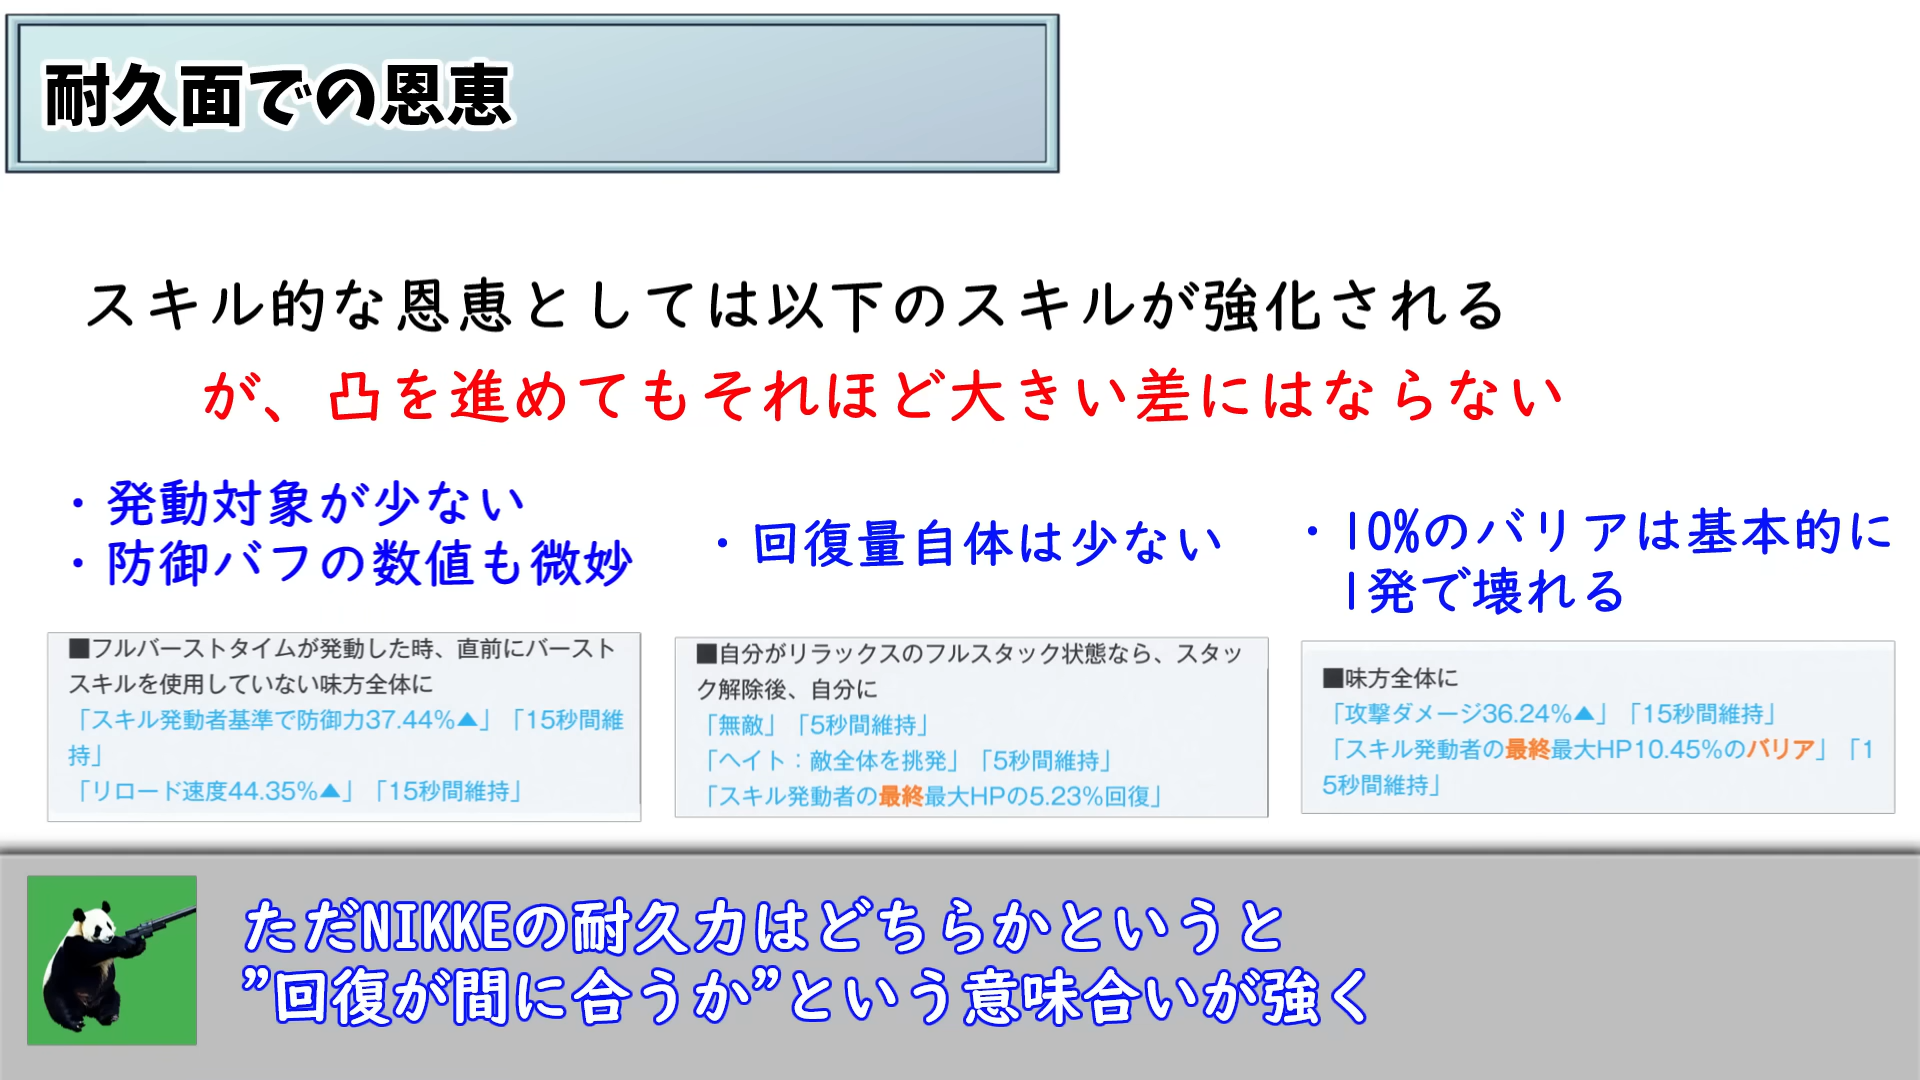 耐久面での恩恵
スキル的な恩恵としては以下のスキルが強化される
が、凸を進めてもそれほど大きい差にはならない
・発動対象が少ない
・防御バフの数値も微妙
■フルバーストタイムが発動した時、直前にバースト
スキルを使用していない味方全体に
「スキル発動者基準で防御力37.44%▲」「15秒間維
持」
「リロード速度44.35%▲」「15秒間維持」
・回復量自体は少ない
■自分がリラックスのフルスタック状態なら、スタッ
ク解除後、自分に
「無敵」「5秒間維持」
「ヘイト：敵全体を挑発」「5秒間維持」
「スキル発動者の最終最大HPの5.23%回復」
・10%のバリアは基本的に
1発で壊れる
■味方全体に
「攻撃ダメージ36.24%▲」「15秒間維持」
「スキル発動者の最終最大HP10.45%のバリア」「1
5秒間維持」
ただNIKKEの耐久力はどちらかというと
”回復が間に合うか”という意味合いが強く